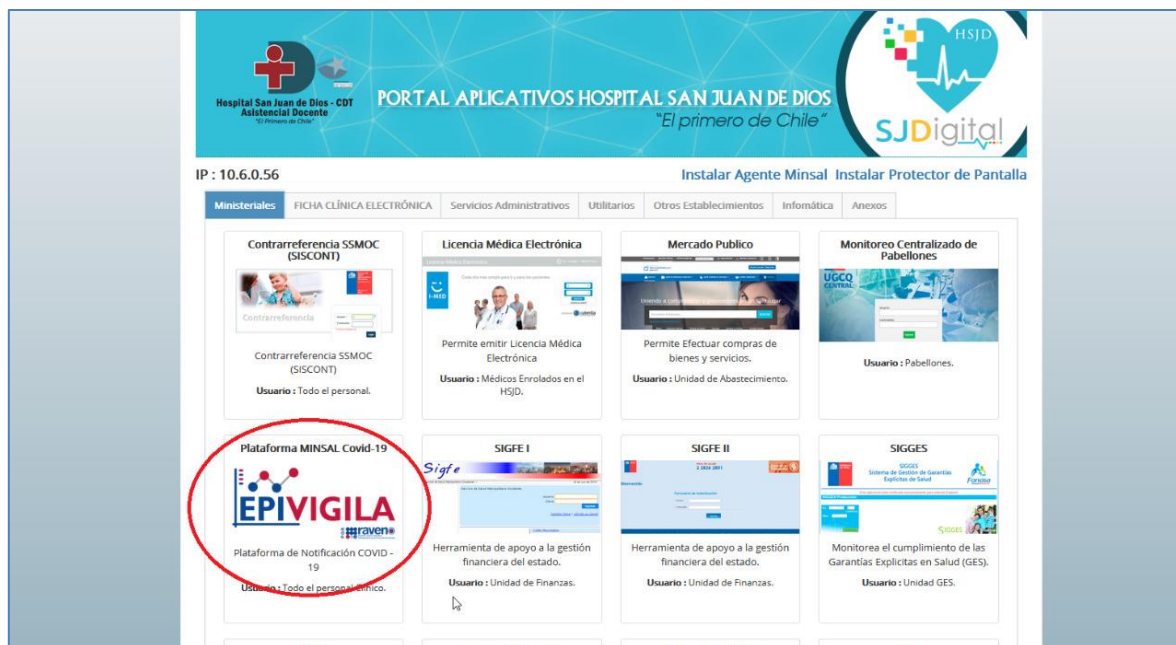 HSJD
Hospital San Juan de Dios - CDT
Asistencial Docente
"El Primero de Chile"
PORTAL APLICATIVOS HOSPITAL SAN JUAN DE DIOS
"El primero de Chile"
SJDigital
IP : 10.6.0.56
Instalar Agente Minsal Instalar Protector de Pantalla
Ministeriales FICHA CLÍNICA ELECTRÓNICA Servicios Administrativos Utilitarios Otros Establecimientos Infomática Anexos
Contrarreferencia SSMOC
(SISCONT)
Contrarreferencia
Contrarreferencia SSMOC
(SISCONT)
Usuario : Todo el personal.
Licencia Médica Electrónica
I-MED
Permite emitir Licencia Médica
Electrónica
Usuario : Médicos Enrolados en el
HSJD.
Mercado Publico
Permite Efectuar compras de
bienes y servicios.
Usuario : Unidad de Abastecimiento.
Monitoreo Centralizado de
Pabellones
UGCQ
CENTRAL
Usuario : Pabellones.
Plataforma MINSAL Covid-19
EPIVIGILA
raven
Plataforma de Notificación COVID -
19
Usuario : Todo el personal Clínico.
SIGFE I
Sigfe
Herramienta de apoyo a la gestión
financiera del estado.
Usuario : Unidad de Finanzas.
SIGFE II
Herramienta de apoyo a la gestión
financiera del estado.
Usuario : Unidad de Finanzas.
SIGGES
SIGGES
Sistema de Gestión de Garantías
Explícitas de Salud
Fonasa
SIGGES
Monitorea el cumplimiento de las
Garantías Explicitas en Salud (GES).
Usuario : Unidad GES.